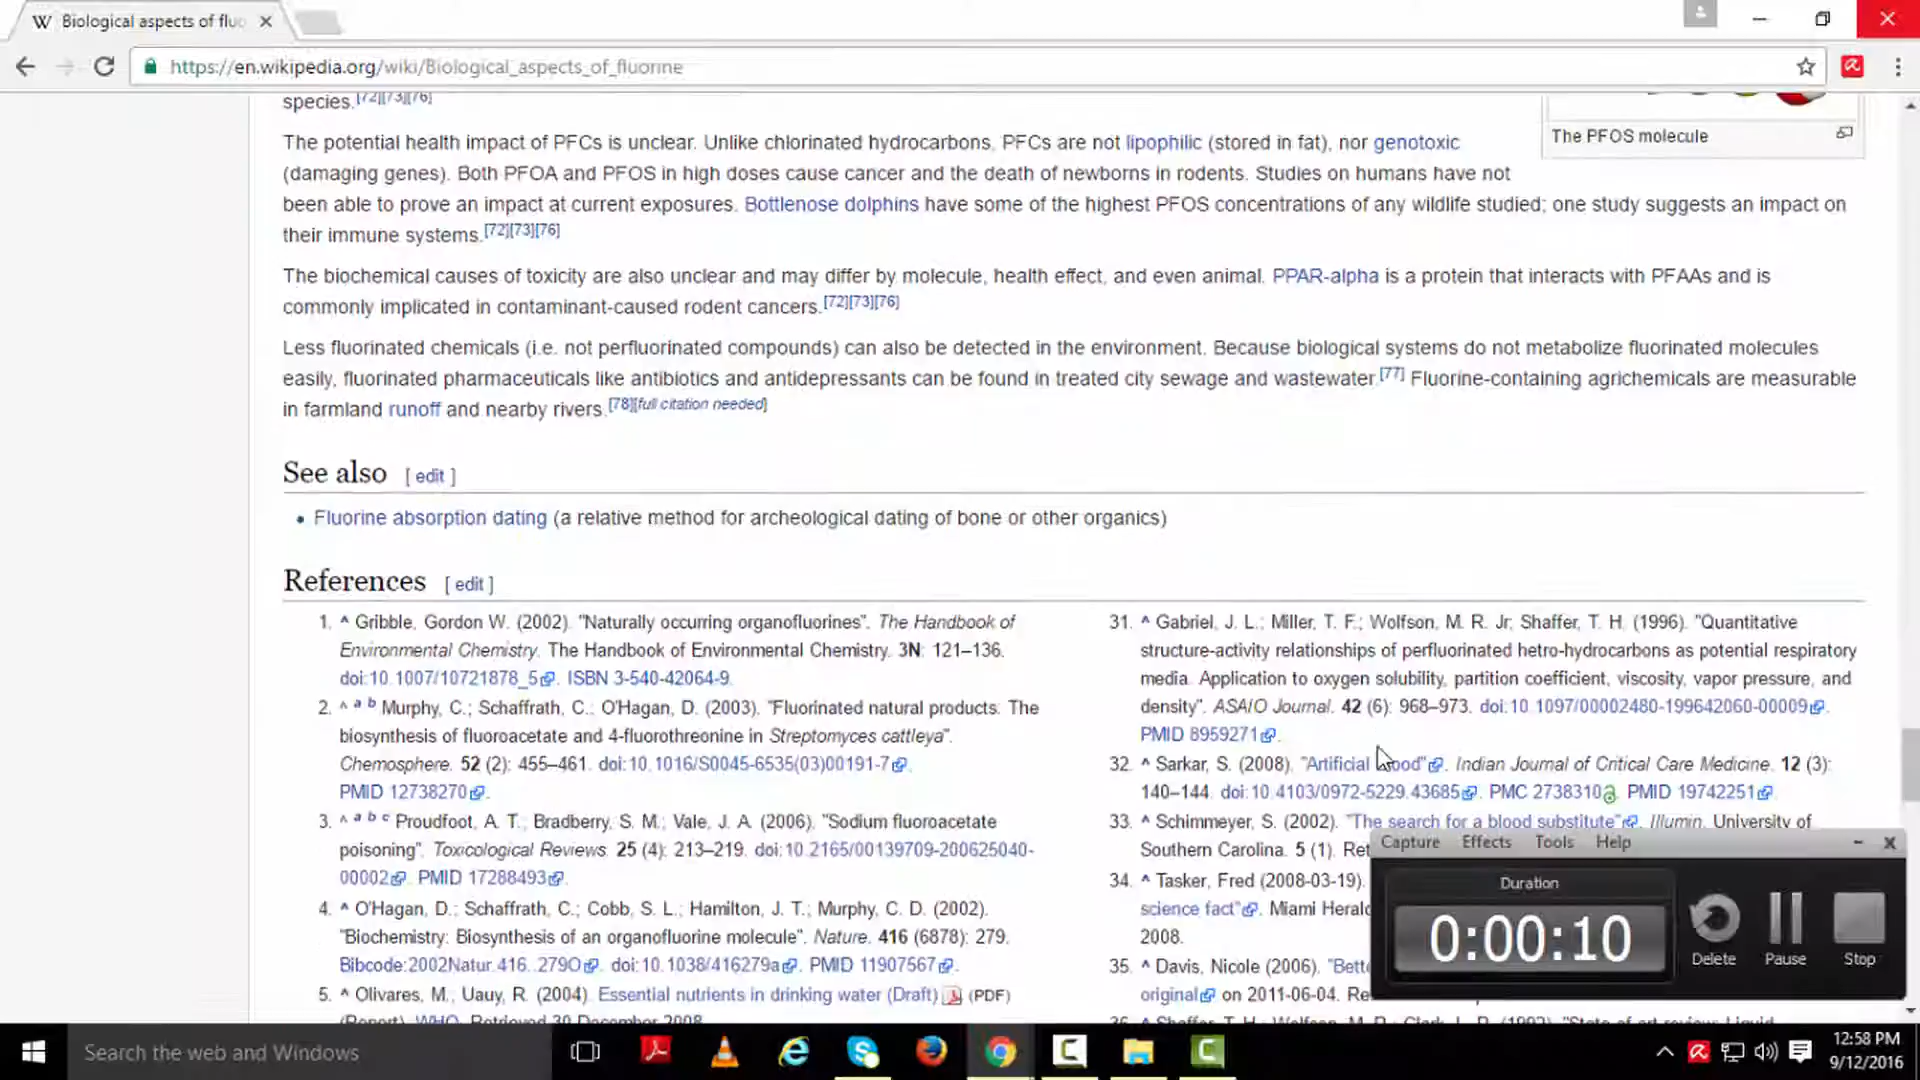 Biological aspects of fluo
https://en.wikipedia.org/wiki/Biological_aspects_of_fluorine
species.[72][73][76]
The PFOS molecule
The potential health impact of PFCs is unclear. Unlike chlorinated hydrocarbons, PFCs are not lipophilic (stored in fat), nor genotoxic
(damaging genes). Both PFOA and PFOS in high doses cause cancer and the death of newborns in rodents. Studies on humans have not
been able to prove an impact at current exposures. Bottlenose dolphins have some of the highest PFOS concentrations of any wildlife studied; one study suggests an impact on
their immune systems.[72][73][76]
The biochemical causes of toxicity are also unclear and may differ by molecule, health effect, and even animal. PPAR-alpha is a protein that interacts with PFAAs and is
commonly implicated in contaminant-caused rodent cancers.[72][73][76]
Less fluorinated chemicals (i.e. not perfluorinated compounds) can also be detected in the environment. Because biological systems do not metabolize fluorinated molecules
easily, fluorinated pharmaceuticals like antibiotics and antidepressants can be found in treated city sewage and wastewater.[77] Fluorine-containing agrichemicals are measurable
in farmland runoff and nearby rivers.[78][full citation needed]
See also [ edit ]
• Fluorine absorption dating (a relative method for archeological dating of bone or other organics)
References [ edit ]
1. ^ Gribble, Gordon W. (2002). "Naturally occurring organofluorines". The Handbook of
Environmental Chemistry. The Handbook of Environmental Chemistry. 3N: 121–136.
doi:10.1007/10721878_5. ISBN 3-540-42064-9.
2. ^ a b Murphy, C.; Schaffrath, C.; O'Hagan, D. (2003). "Fluorinated natural products. The
biosynthesis of fluoroacetate and 4-fluorothreonine in Streptomyces cattleya".
Chemosphere. 52 (2): 455–461. doi:10.1016/S0045-6535(03)00191-7.
PMID 12738270.
3. ^ a b c Proudfoot, A. T.; Bradberry, S. M.; Vale, J. A. (2006). "Sodium fluoroacetate
poisoning". Toxicological Reviews. 25 (4): 213–219. doi:10.2165/00139709-200625040-
00002. PMID 17288493.
4. ^ O'Hagan, D.; Schaffrath, C.; Cobb, S. L.; Hamilton, J. T.; Murphy, C. D. (2002).
"Biochemistry: Biosynthesis of an organofluorine molecule". Nature. 416 (6878): 279.
Bibcode:2002Natur.416..279O. doi:10.1038/416279a. PMID 11907567.
5. ^ Olivares, M.; Uauy, R. (2004). Essential nutrients in drinking water (Draft) (PDF)
(Report). WHO. Retrieved 30 December 2008.
31. ^ Gabriel, J. L.; Miller, T. F.; Wolfson, M. R. Jr; Shaffer, T. H. (1996). "Quantitative
structure-activity relationships of perfluorinated hetro-hydrocarbons as potential respiratory
media. Application to oxygen solubility, partition coefficient, viscosity, vapor pressure, and
density". ASAIO Journal. 42 (6): 968–973. doi:10.1097/00002480-199642060-00009.
PMID 8959271.
32. ^ Sarkar, S. (2008). "Artificial blood". Indian Journal of Critical Care Medicine. 12 (3):
140–144. doi:10.4103/0972-5229.43685. PMC 2738310. PMID 19742251.
33. ^ Schimmeyer, S. (2002). "The search for a blood substitute". Illumin. University of
Southern Carolina. 5 (1). Ret
34. ^ Tasker, Fred (2008-03-19).
science fact". Miami Herald
2008.
35. ^ Davis, Nicole (2006). "Bette
original on 2011-06-04. Re
36. ^ Shaffer, T. H.; Wolfson, M. R.; Clark, L. C. (1992). "State of art review: Liquid
Capture Effects Tools Help
Duration
0:00:10
Delete Pause Stop
Search the web and Windows
12:58 PM
9/12/2016